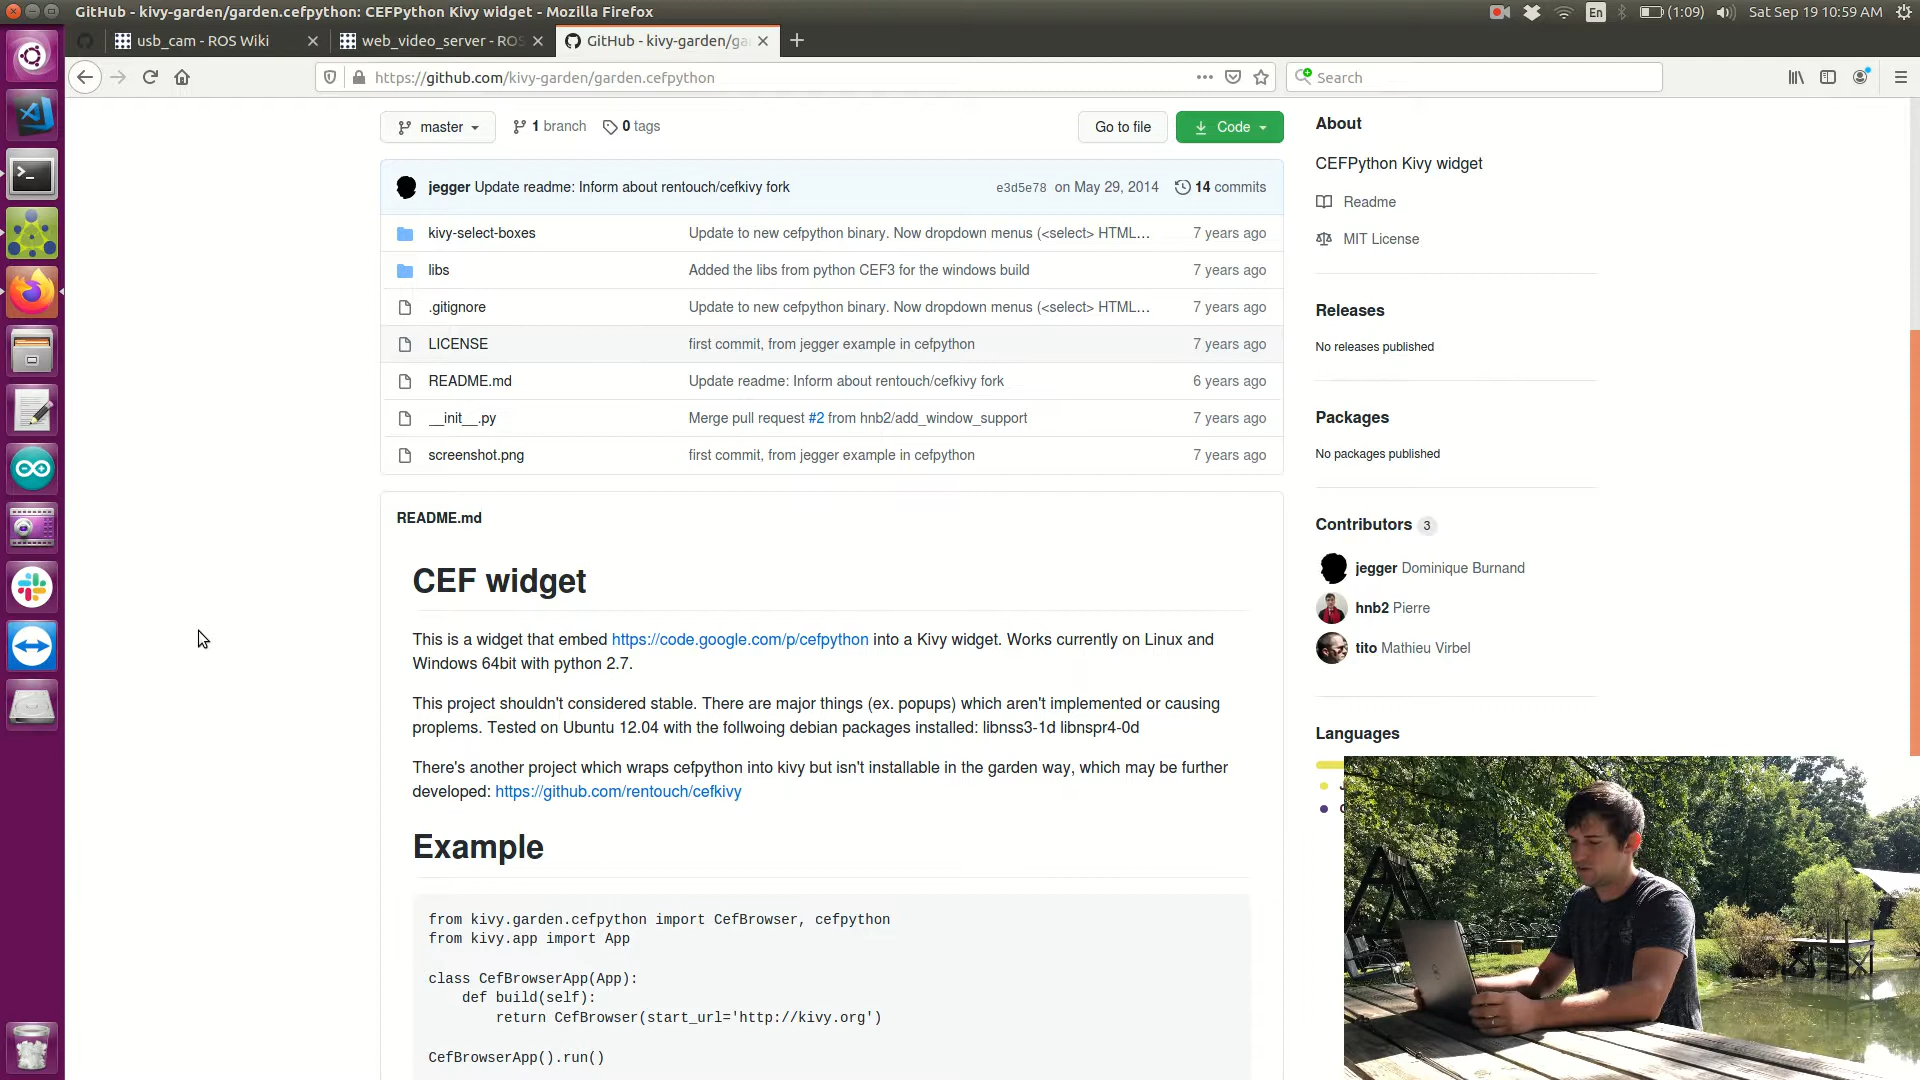 GitHub - kivy-garden/garden.cefpython: CEFPython Kivy widget - Mozilla Firefox
En
(1:09)
Sat Sep 19 10:59 AM
usb_cam - ROS Wiki
web_video_server - ROS
GitHub - kivy-garden/ga
https://github.com/kivy-garden/garden.cefpython
Search
master
1 branch
0 tags
Go to file
Code
jegger Update readme: Inform about rentouch/cefkivy fork
e3d5e78 on May 29, 2014
14 commits
kivy-select-boxes
Update to new cefpython binary. Now dropdown menus (<select> HTML...
7 years ago
libs
Added the libs from python CEF3 for the windows build
7 years ago
.gitignore
Update to new cefpython binary. Now dropdown menus (<select> HTML...
7 years ago
LICENSE
first commit, from jegger example in cefpython
7 years ago
README.md
Update readme: Inform about rentouch/cefkivy fork
6 years ago
__init__.py
Merge pull request #2 from hnb2/add_window_support
7 years ago
screenshot.png
first commit, from jegger example in cefpython
7 years ago
README.md
CEF widget
This is a widget that embed https://code.google.com/p/cefpython into a Kivy widget. Works currently on Linux and
Windows 64bit with python 2.7.
This project shouldn't considered stable. There are major things (ex. popups) which aren't implemented or causing
proplems. Tested on Ubuntu 12.04 with the follwoing debian packages installed: libnss3-1d libnspr4-0d
There's another project which wraps cefpython into kivy but isn't installable in the garden way, which may be further
developed: https://github.com/rentouch/cefkivy
Example
from kivy.garden.cefpython import CefBrowser, cefpython
from kivy.app import App
class CefBrowserApp(App):
def build(self):
return CefBrowser(start_url='http://kivy.org')
CefBrowserApp().run()
About
CEFPython Kivy widget
Readme
MIT License
Releases
No releases published
Packages
No packages published
Contributors 3
jegger Dominique Burnand
hnb2 Pierre
tito Mathieu Virbel
Languages